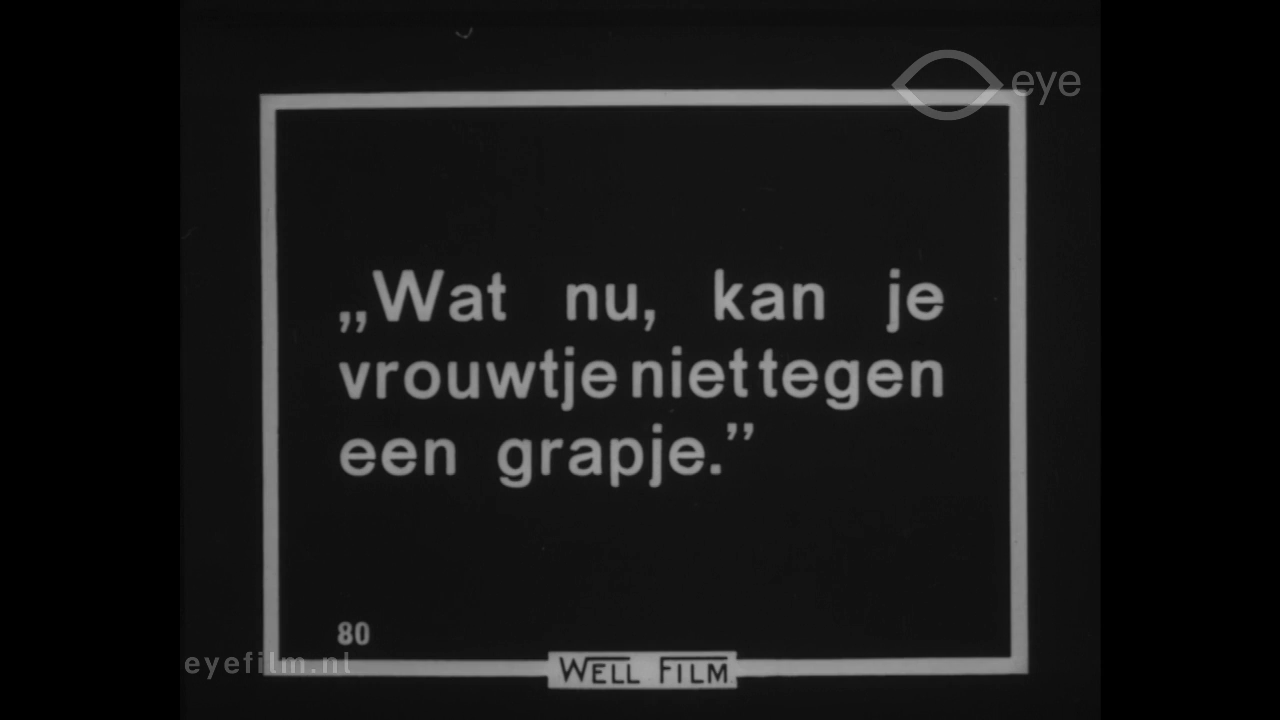 eye
„Wat nu, kan je
vrouwtje niet tegen
een grapje.”
80
eyefilm.nl
WELL FILM